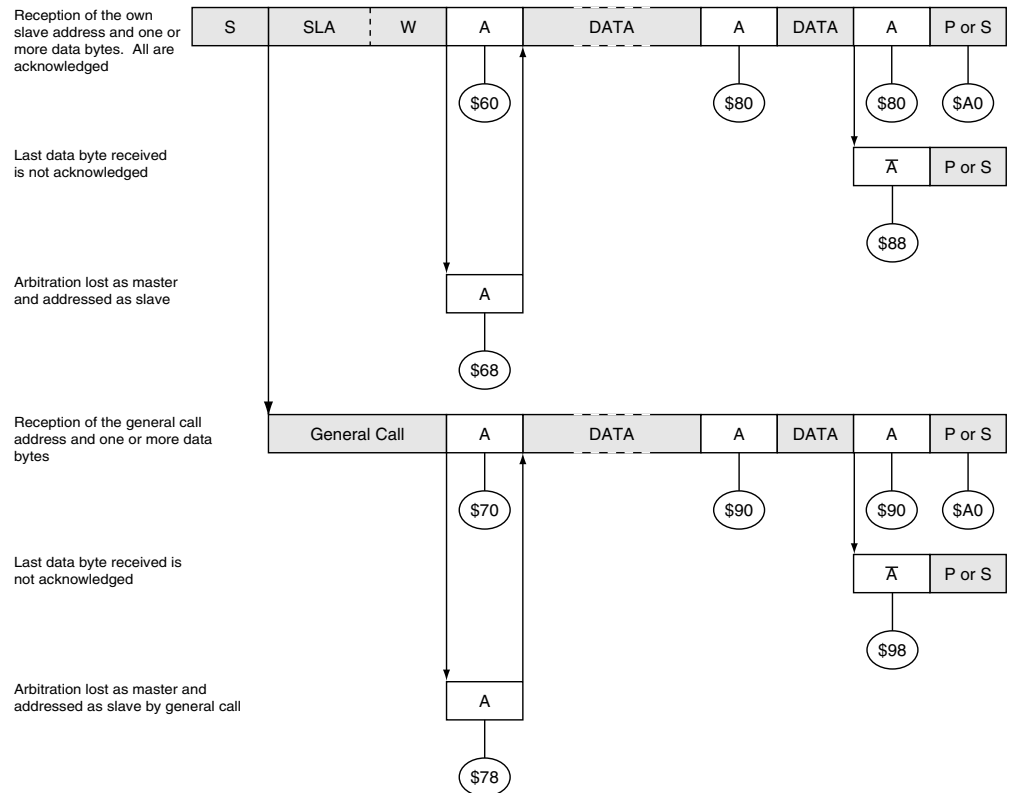 Reception of the own
slave address and one or
more data bytes. All are
acknowledged
S SLA W A DATA A DATA A P or S
$60 $80 $80 $A0
Last data byte received
is not acknowledged
A̅ P or S
$88
Arbitration lost as master
and addressed as slave
A
$68
Reception of the general call
address and one or more data
bytes
General Call A DATA A DATA A P or S
$70 $90 $90 $A0
Last data byte received is
not acknowledged
A̅ P or S
$98
Arbitration lost as master and
addressed as slave by general call
A
$78